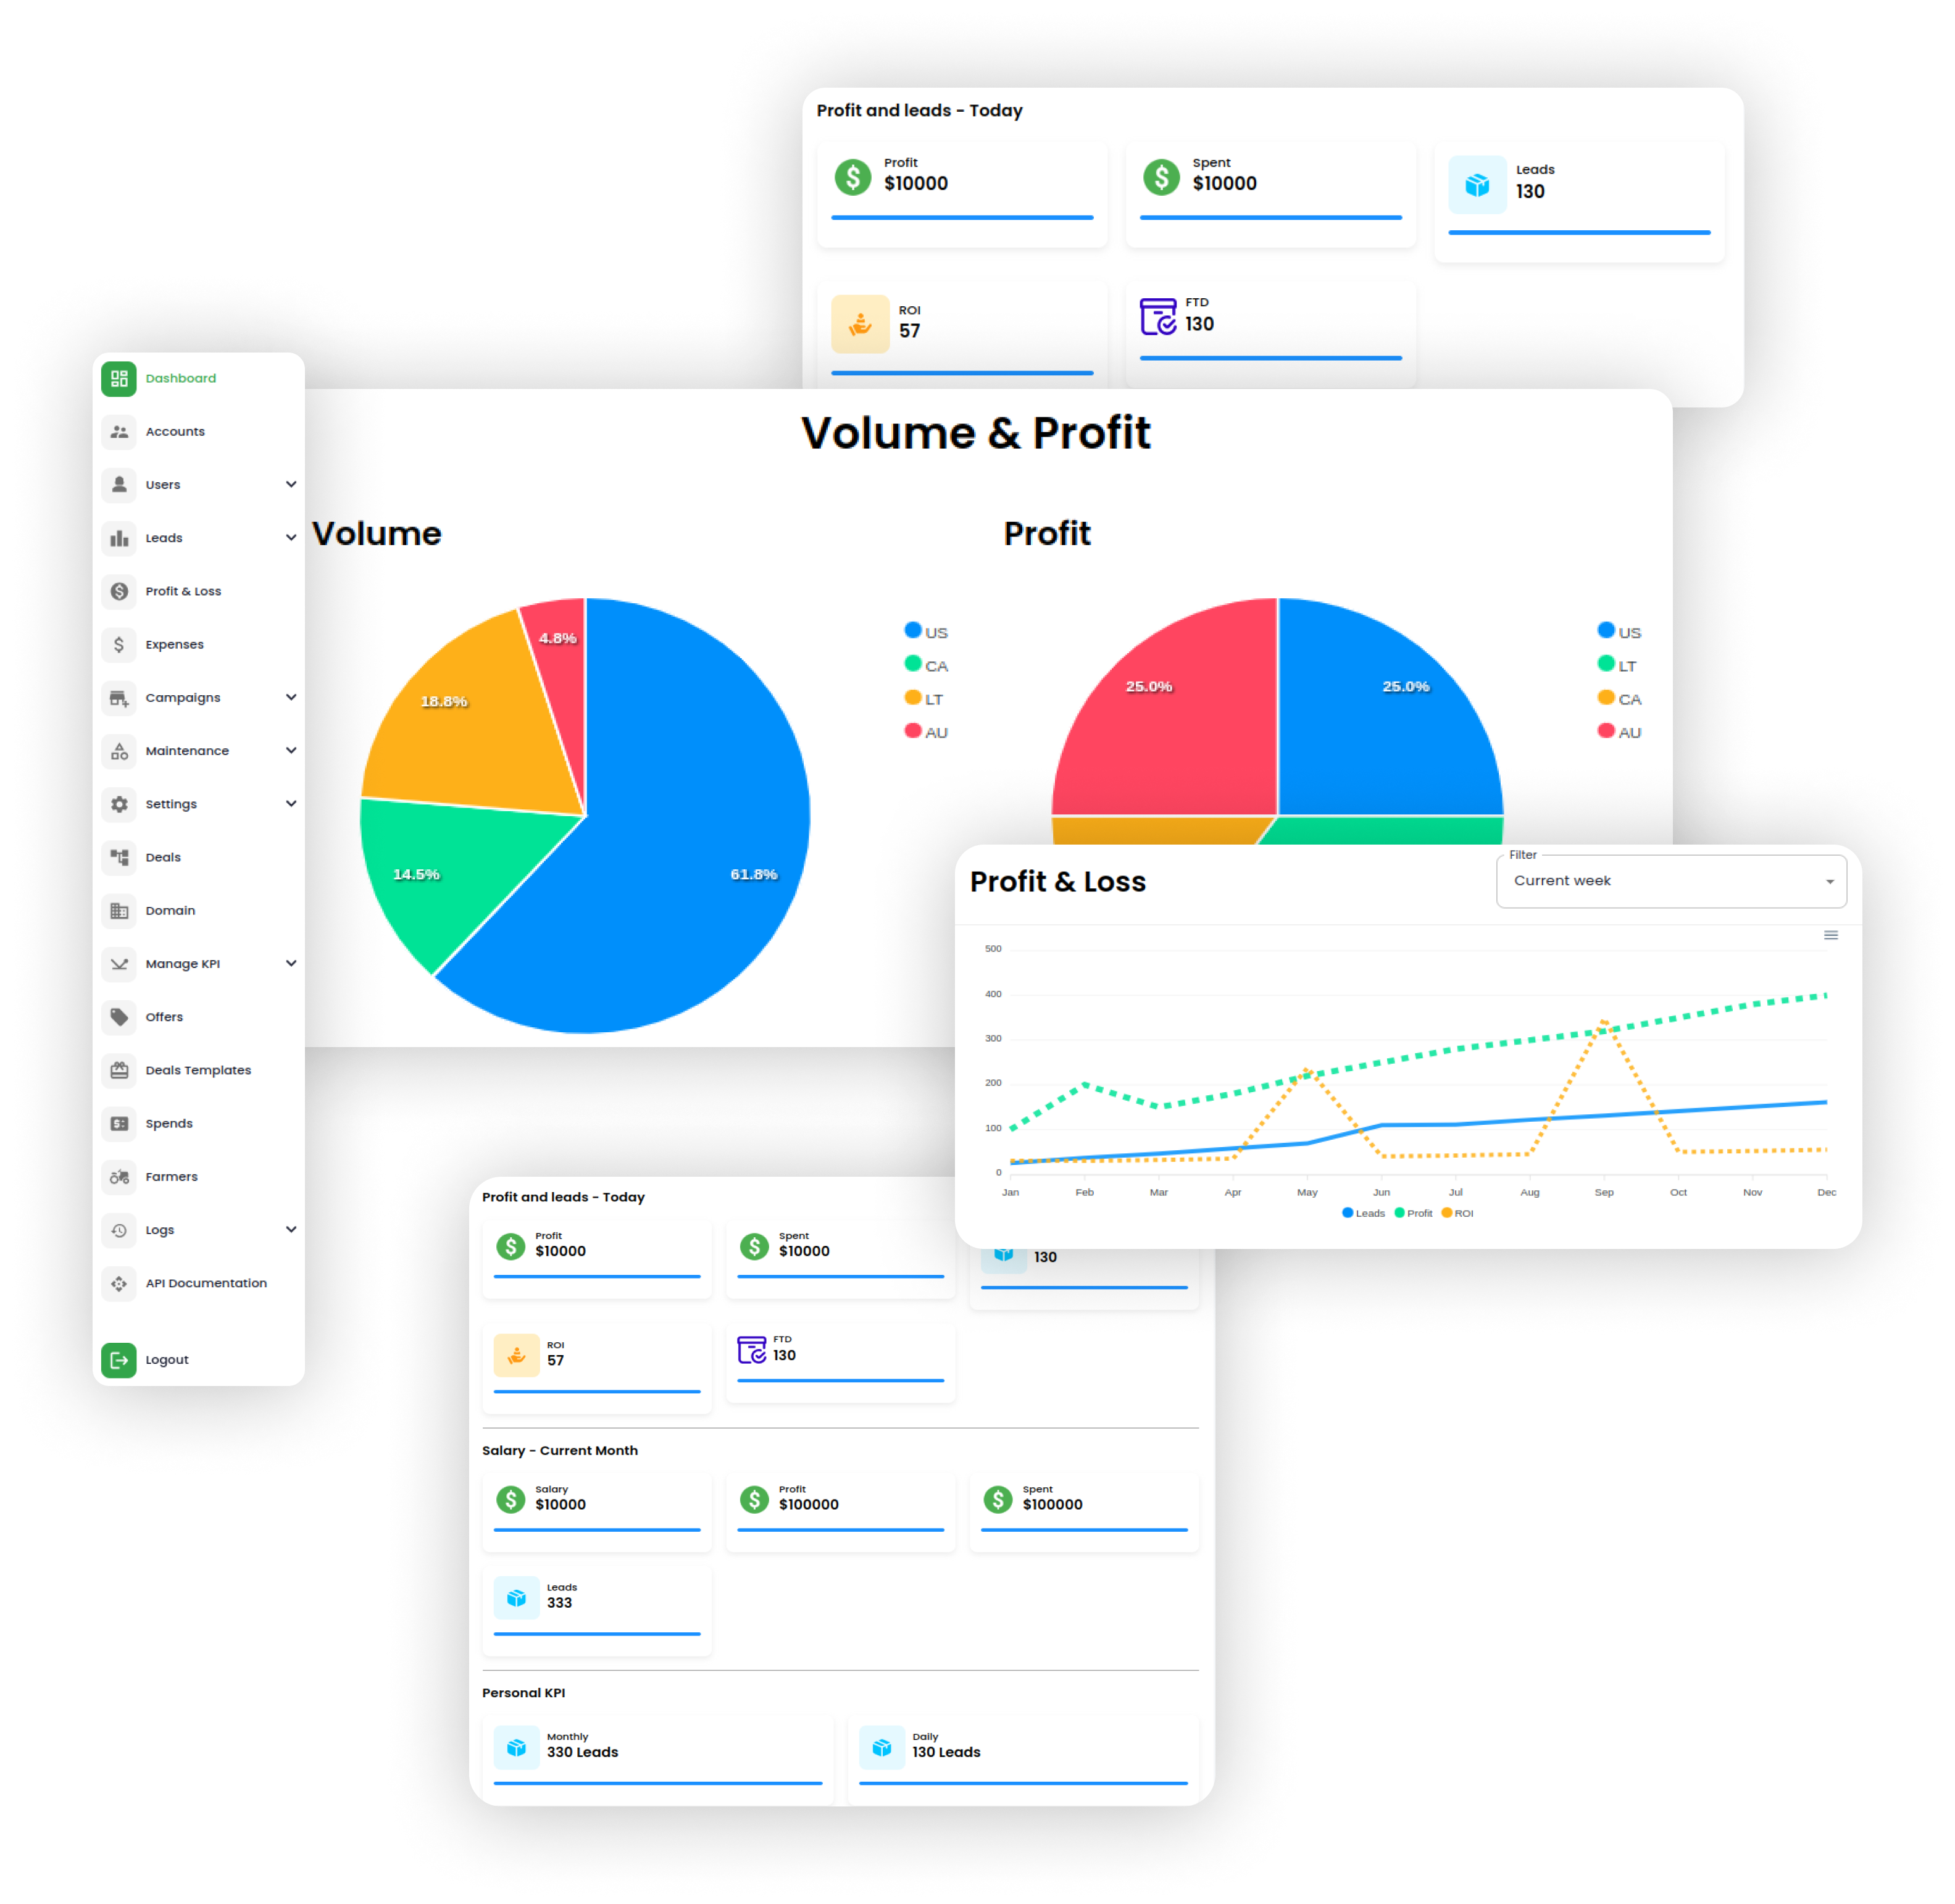 Profit and leads - Today
Profit
$10000
Spent
$10000
Leads
130
ROI
57
FTD
130
Dashboard
Accounts
Users
Leads
Profit & Loss
Expenses
Campaigns
Maintenance
Settings
Deals
Domain
Manage KPI
Offers
Deals Templates
Spends
Farmers
Logs
API Documentation
Logout
Volume & Profit
Volume
4.8%
18.8%
14.5%
61.8%
US
CA
LT
AU
Profit
25.0%
25.0%
US
LT
CA
AU
Profit & Loss
Filter
Current week
500
400
300
200
100
0
Jan Feb Mar Apr May Jun Jul Aug Sep Oct Nov Dec
Leads Profit ROI
Profit and leads - Today
Profit
$10000
Spent
$10000
130
ROI
57
FTD
130
Salary - Current Month
Salary
$10000
Profit
$100000
Spent
$100000
Leads
333
Personal KPI
Monthly
330 Leads
Daily
130 Leads